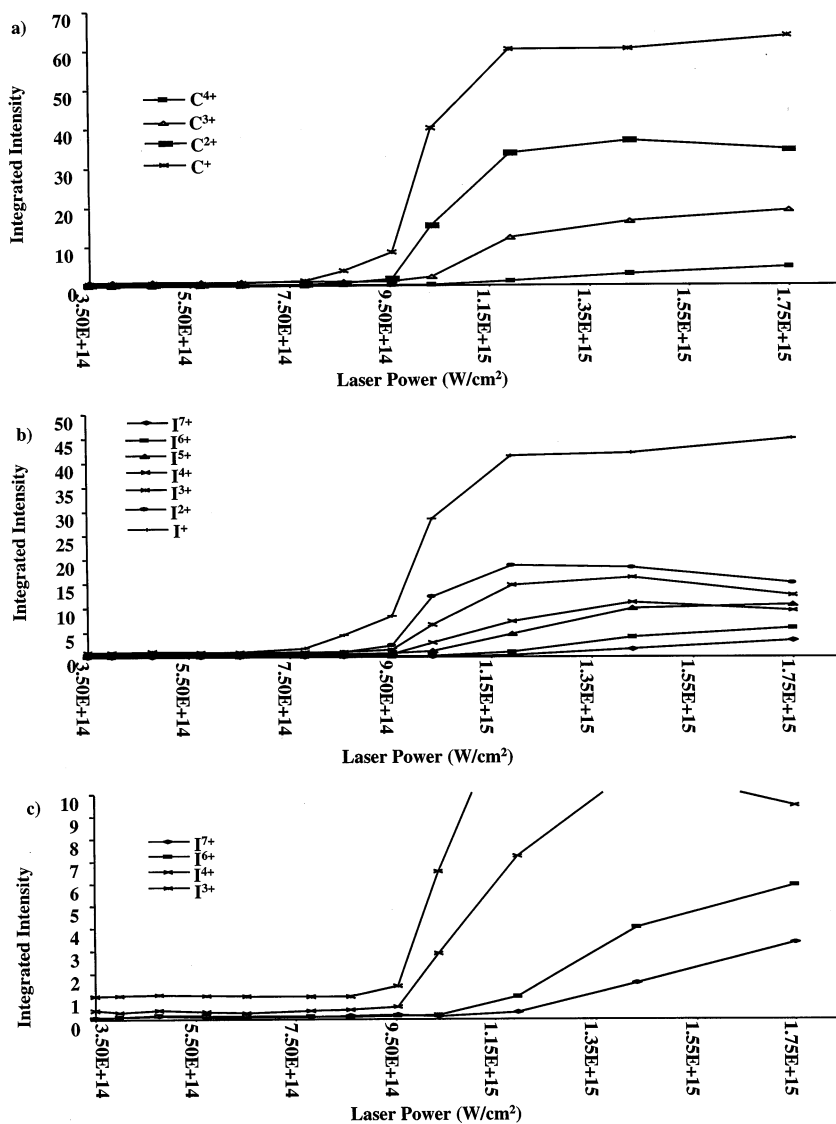 a)
70
60
50
40
30
20
10
0
Integrated Intensity
C⁴⁺
C³⁺
C²⁺
C⁺
3.50E+14
5.50E+14
7.50E+14
9.50E+14
1.15E+15
1.35E+15
1.55E+15
1.75E+15
Laser Power (W/cm²)
b)
50
45
40
35
30
25
20
15
10
5
0
Integrated Intensity
I⁷⁺
I⁶⁺
I⁵⁺
I⁴⁺
I³⁺
I²⁺
I⁺
3.50E+14
5.50E+14
7.50E+14
9.50E+14
1.15E+15
1.35E+15
1.55E+15
1.75E+15
Laser Power (W/cm²)
c)
10
9
8
7
6
5
4
3
2
1
0
Integrated Intensity
I⁷⁺
I⁶⁺
I⁴⁺
I³⁺
3.50E+14
5.50E+14
7.50E+14
9.50E+14
1.15E+15
1.35E+15
1.55E+15
1.75E+15
Laser Power (W/cm²)